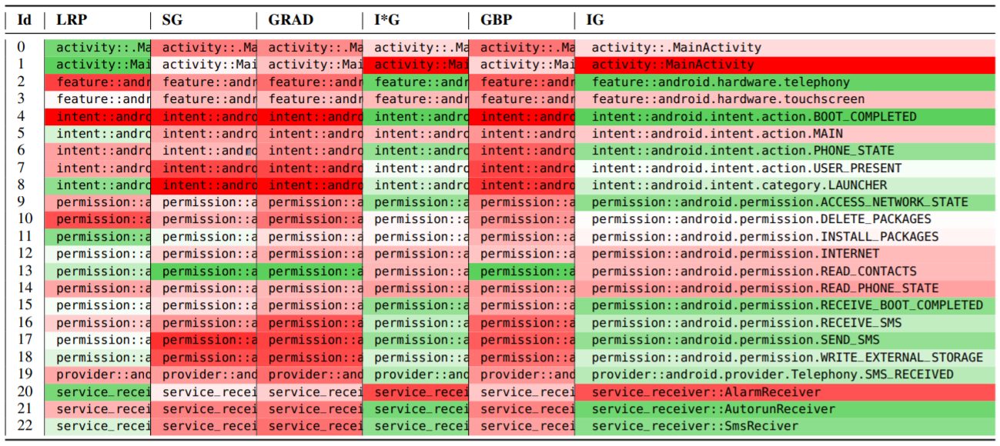 Id LRP SG GRAD I*G GBP IG
0 activity::.Ma activity::.Ma activity::.Ma activity::.Ma activity::.Ma activity::.MainActivity
1 activity::Mai activity::Mai activity::Mai activity::Mai activity::Mai activity::MainActivity
2 feature::andr feature::andr feature::andr feature::andr feature::andr feature::android.hardware.telephony
3 feature::andr feature::andr feature::andr feature::andr feature::andr feature::android.hardware.touchscreen
4 intent::andro intent::andro intent::andro intent::andro intent::andro intent::android.intent.action.BOOT_COMPLETED
5 intent::andro intent::andro intent::andro intent::andro intent::andro intent::android.intent.action.MAIN
6 intent::andro intent::andro intent::andro intent::andro intent::andro intent::android.intent.action.PHONE_STATE
7 intent::andro intent::andro intent::andro intent::andro intent::andro intent::android.intent.action.USER_PRESENT
8 intent::andro intent::andro intent::andro intent::andro intent::andro intent::android.intent.category.LAUNCHER
9 permission::a permission::a permission::a permission::a permission::a permission::android.permission.ACCESS_NETWORK_STATE
10 permission::a permission::a permission::a permission::a permission::a permission::android.permission.DELETE_PACKAGES
11 permission::a permission::a permission::a permission::a permission::a permission::android.permission.INSTALL_PACKAGES
12 permission::a permission::a permission::a permission::a permission::a permission::android.permission.INTERNET
13 permission::a permission::a permission::a permission::a permission::a permission::android.permission.READ_CONTACTS
14 permission::a permission::a permission::a permission::a permission::a permission::android.permission.READ_PHONE_STATE
15 permission::a permission::a permission::a permission::a permission::a permission::android.permission.RECEIVE_BOOT_COMPLETED
16 permission::a permission::a permission::a permission::a permission::a permission::android.permission.RECEIVE_SMS
17 permission::a permission::a permission::a permission::a permission::a permission::android.permission.SEND_SMS
18 permission::a permission::a permission::a permission::a permission::a permission::android.permission.WRITE_EXTERNAL_STORAGE
19 provider::and provider::and provider::and provider::and provider::and provider::android.provider.Telephony.SMS_RECEIVED
20 service_recei service_recei service_recei service_recei service_recei service_receiver::AlarmReceiver
21 service_recei service_recei service_recei service_recei service_recei service_receiver::AutorunReceiver
22 service_recei service_recei service_recei service_recei service_recei service_receiver::SmsReciver